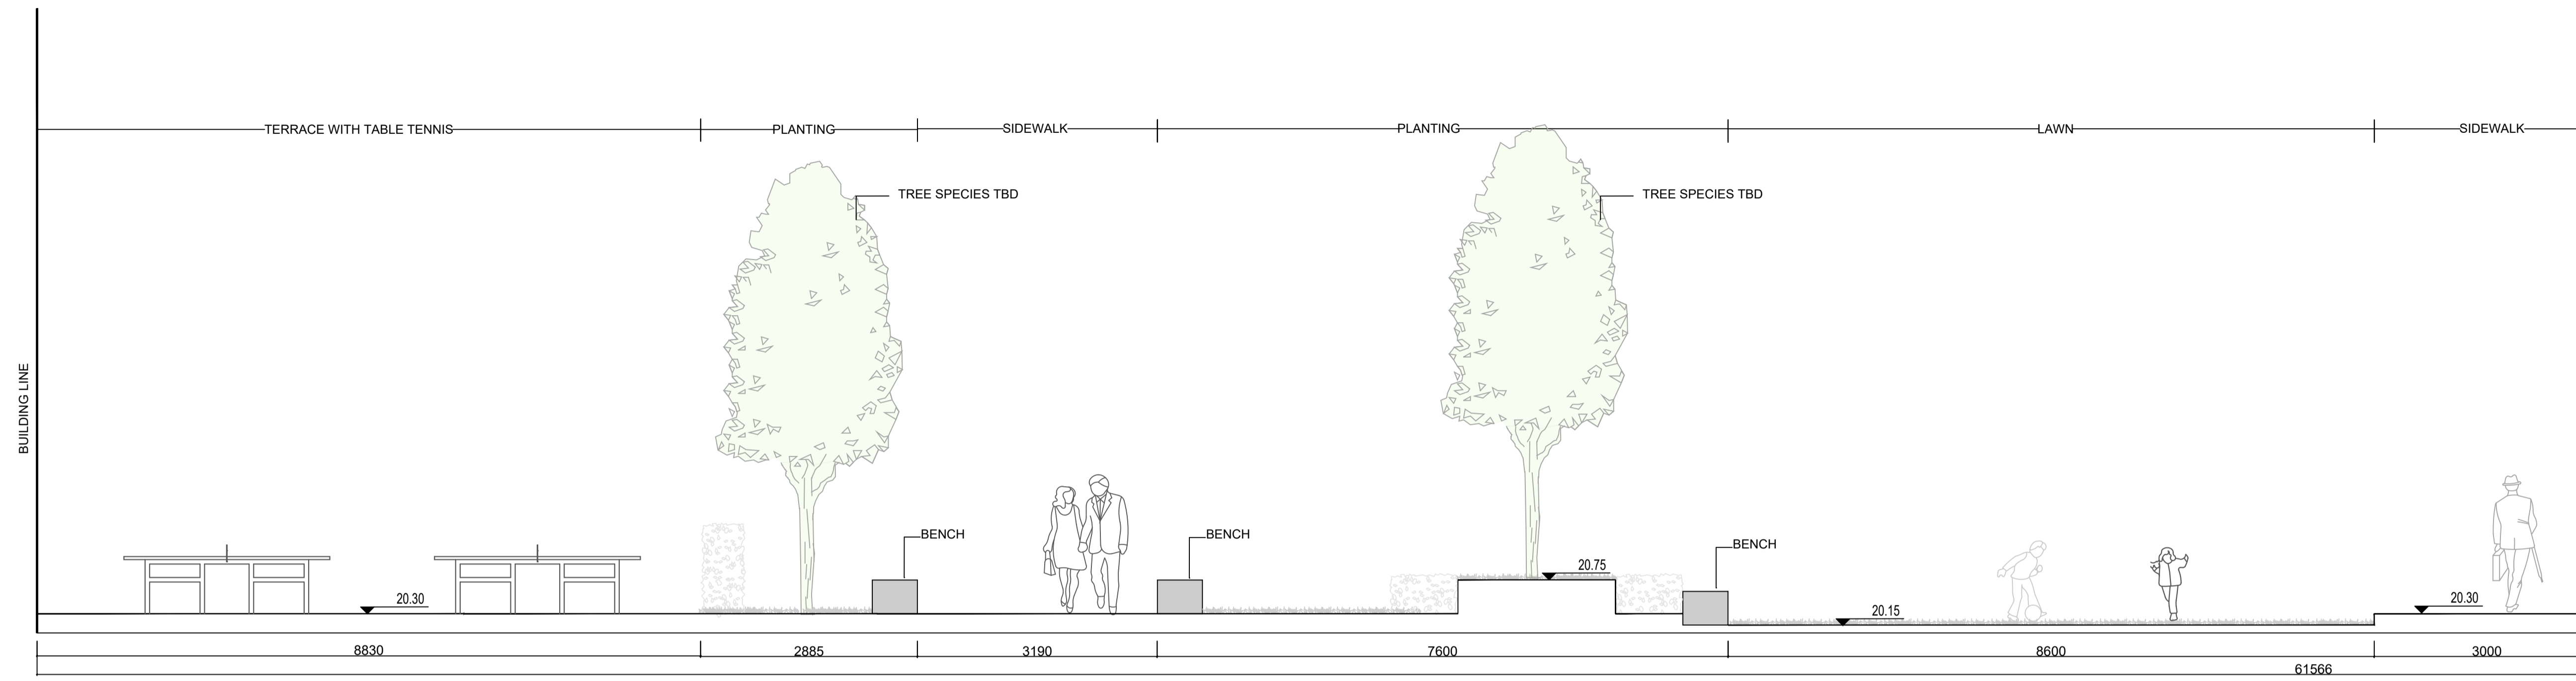 TERRACE WITH TABLE TENNIS
PLANTING
SIDEWALK
PLANTING
LAWN
SIDEWALK
TREE SPECIES TBD
TREE SPECIES TBD
BUILDING LINE
BENCH
BENCH
BENCH
20.30
20.75
20.15
20.30
8830
2885
3190
7600
8600
3000
61566